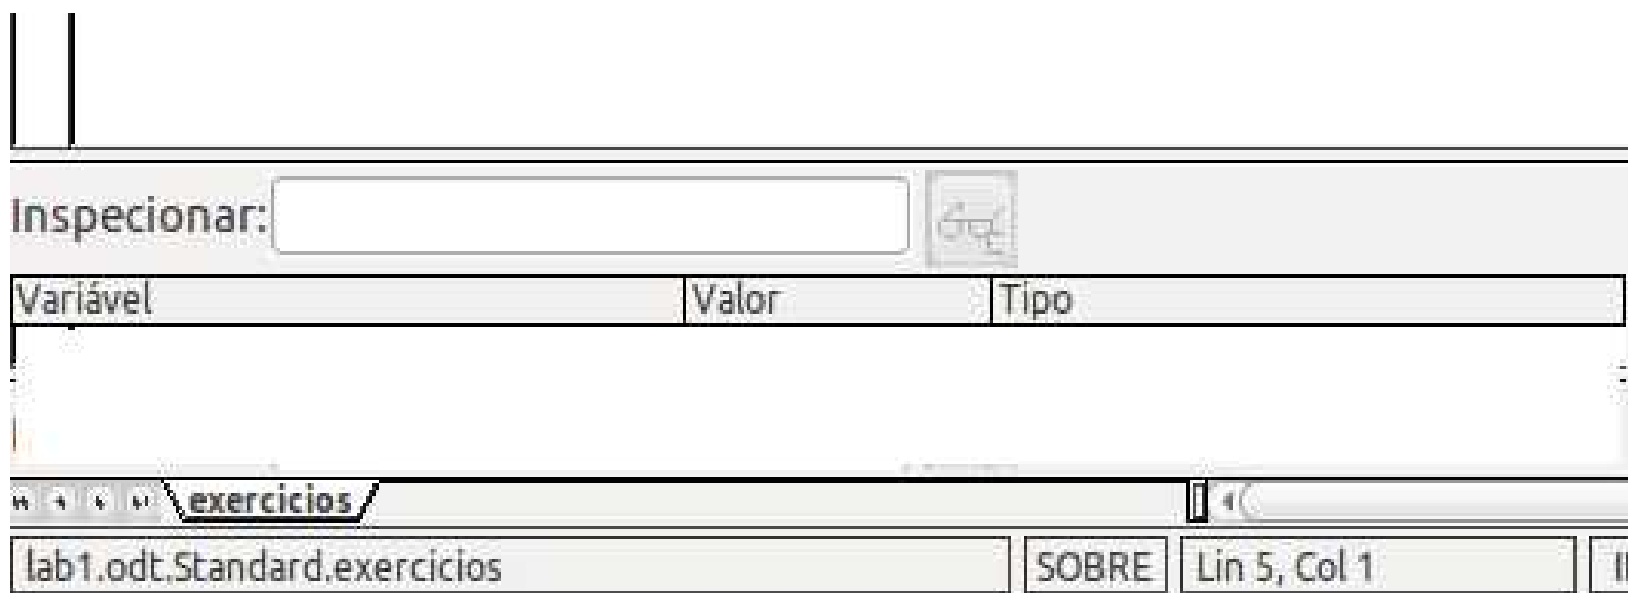 Inspecionar:
Variável Valor Tipo
exercicios
lab1.odt.Standard.exercicios SOBRE Lin 5, Col 1